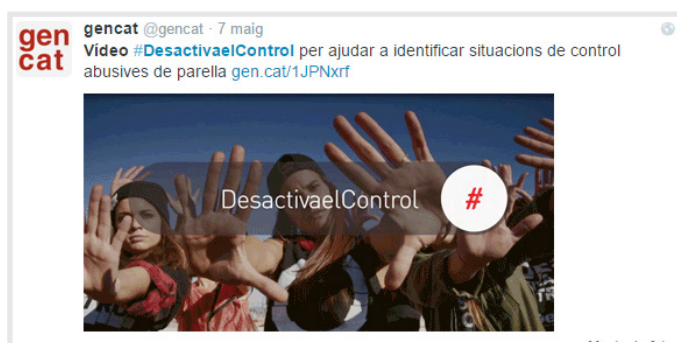 gen
cat
gencat @gencat · 7 maig
Vídeo #DesactivaelControl per ajudar a identificar situacions de control
abusives de parella gen.cat/1JPNxrf
DesactivaelControl #